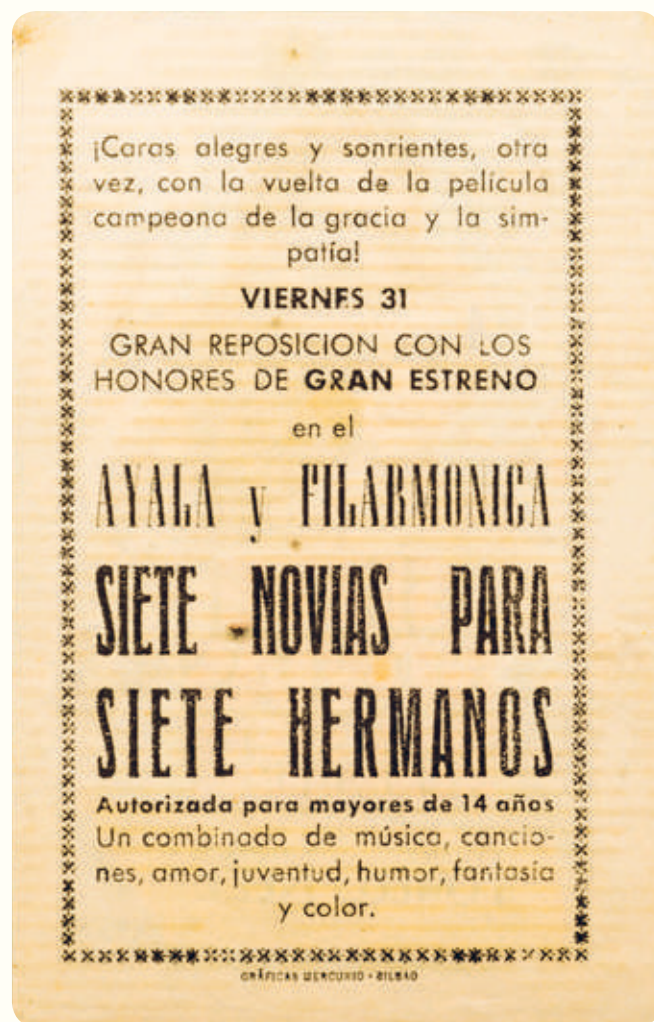 ¡Caras alegres y sonrientes, otra
vez, con la vuelta de la película
campeona de la gracia y la sim-
patía!
VIERNES 31
GRAN REPOSICION CON LOS
HONORES DE GRAN ESTRENO
en el
AYALA y FILARMONICA
SIETE NOVIAS PARA
SIETE HERMANOS
Autorizada para mayores de 14 años
Un combinado de música, cancio-
nes, amor, juventud, humor, fantasía
y color.
GRÁFICAS MERCURIO - BILBAO